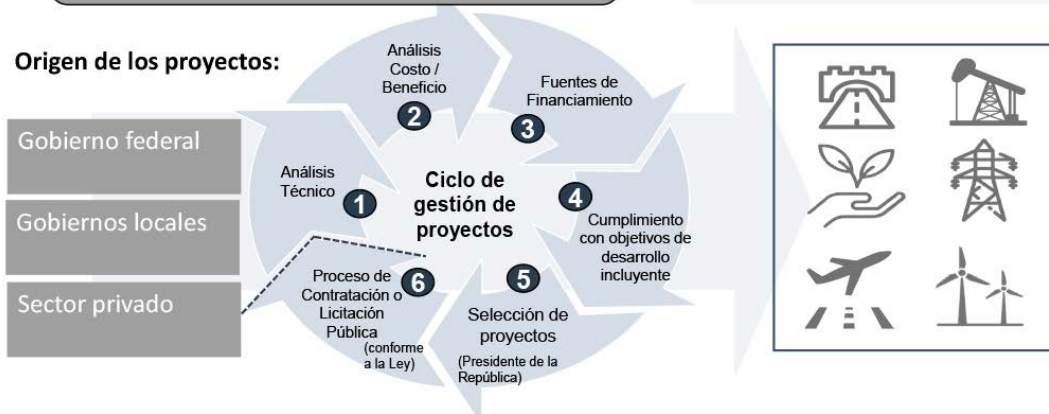 Origen de los proyectos:
Gobierno federal
Gobiernos locales
Sector privado
Análisis
Técnico
1
Análisis
Costo /
Beneficio
2
Fuentes de
Financiamiento
3
4
Cumplimiento
con objetivos de
desarrollo
incluyente
5
Selección de
proyectos
(Presidente de la
República)
6
Proceso de
Contratación o
Licitación
Pública
(conforme
a la Ley)
Ciclo de
gestión de
proyectos